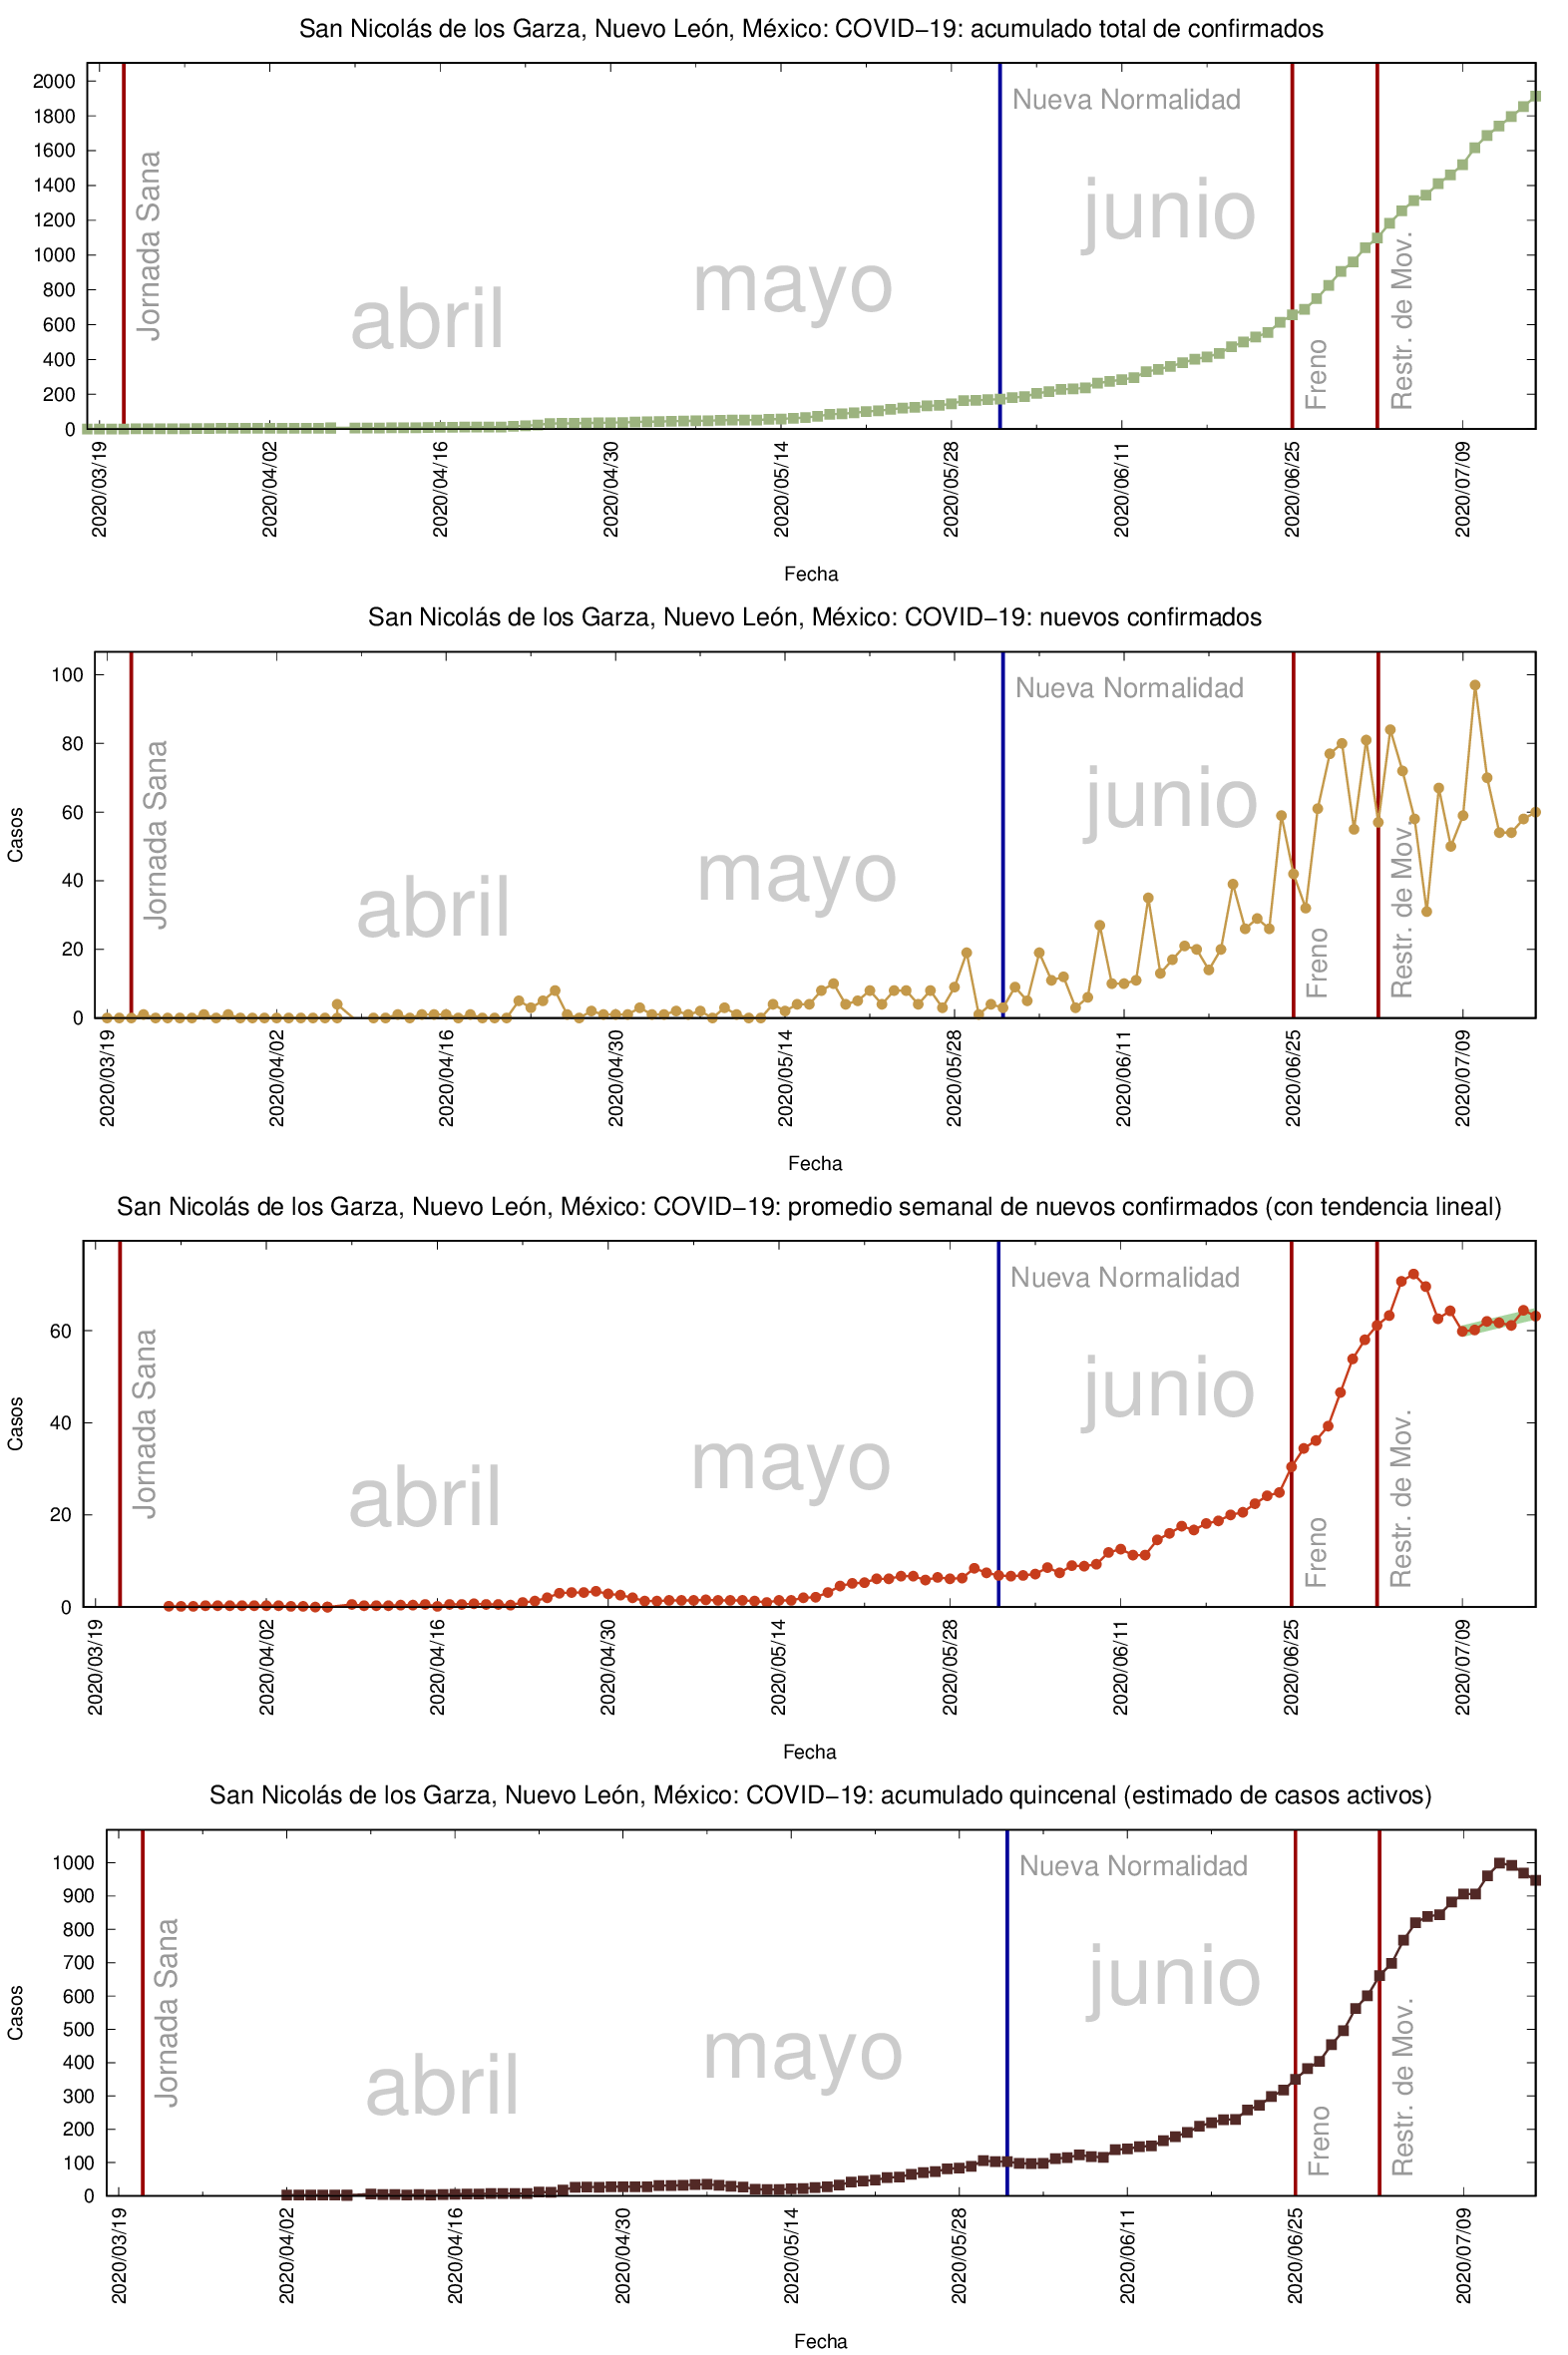 San Nicolás de los Garza, Nuevo León, México: COVID−19: acumulado total de confirmados
2000
1800
1600
1400
1200
1000
800
600
400
200
0
Jornada Sana
abril
mayo
Nueva Normalidad
junio
Freno
Restr. de Mov.
2020/03/19
2020/04/02
2020/04/16
2020/04/30
2020/05/14
2020/05/28
2020/06/11
2020/06/25
2020/07/09
Fecha
San Nicolás de los Garza, Nuevo León, México: COVID−19: nuevos confirmados
Casos
100
80
60
40
20
0
Jornada Sana
abril
mayo
Nueva Normalidad
junio
Freno
Restr. de Mov.
2020/03/19
2020/04/02
2020/04/16
2020/04/30
2020/05/14
2020/05/28
2020/06/11
2020/06/25
2020/07/09
Fecha
San Nicolás de los Garza, Nuevo León, México: COVID−19: promedio semanal de nuevos confirmados (con tendencia lineal)
Casos
60
40
20
0
Jornada Sana
abril
mayo
Nueva Normalidad
junio
Freno
Restr. de Mov.
2020/03/19
2020/04/02
2020/04/16
2020/04/30
2020/05/14
2020/05/28
2020/06/11
2020/06/25
2020/07/09
Fecha
San Nicolás de los Garza, Nuevo León, México: COVID−19: acumulado quincenal (estimado de casos activos)
Casos
1000
900
800
700
600
500
400
300
200
100
0
Jornada Sana
abril
mayo
Nueva Normalidad
junio
Freno
Restr. de Mov.
2020/03/19
2020/04/02
2020/04/16
2020/04/30
2020/05/14
2020/05/28
2020/06/11
2020/06/25
2020/07/09
Fecha